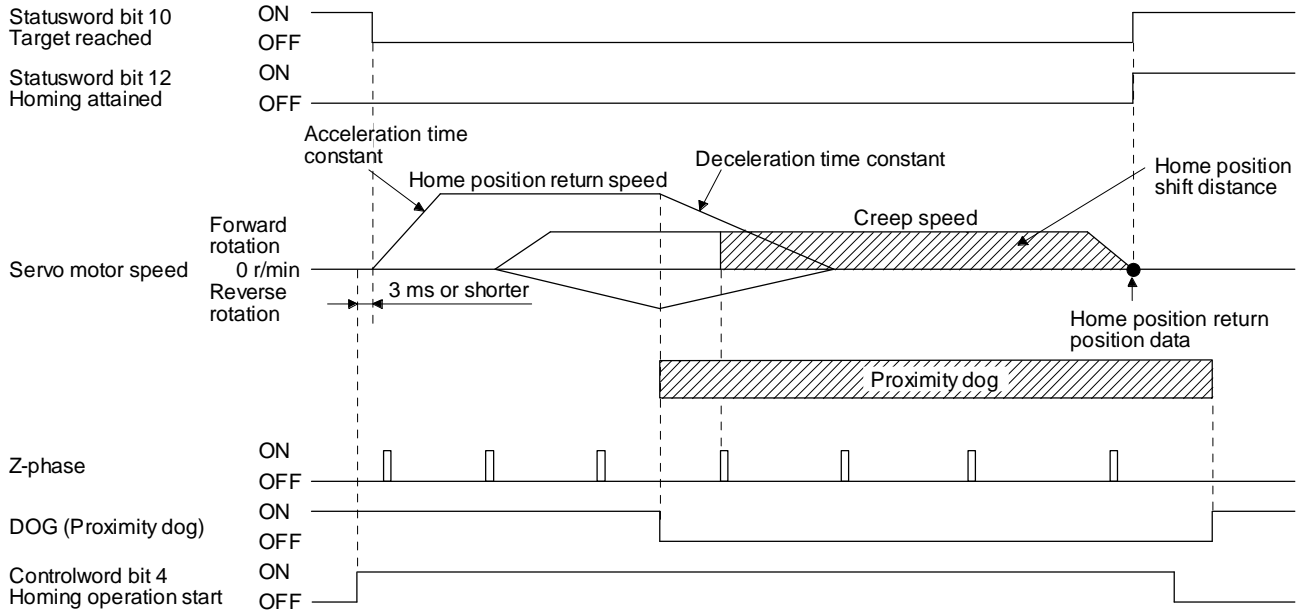 Statusword bit 10
Target reached
ON
OFF
Statusword bit 12
Homing attained
ON
OFF
Acceleration time
constant
Home position return speed
Deceleration time constant
Home position
shift distance
Creep speed
Forward
rotation
Servo motor speed
0 r/min
Reverse
rotation
3 ms or shorter
Home position return
position data
Proximity dog
Z-phase
ON
OFF
DOG (Proximity dog)
ON
OFF
Controlword bit 4
Homing operation start
ON
OFF